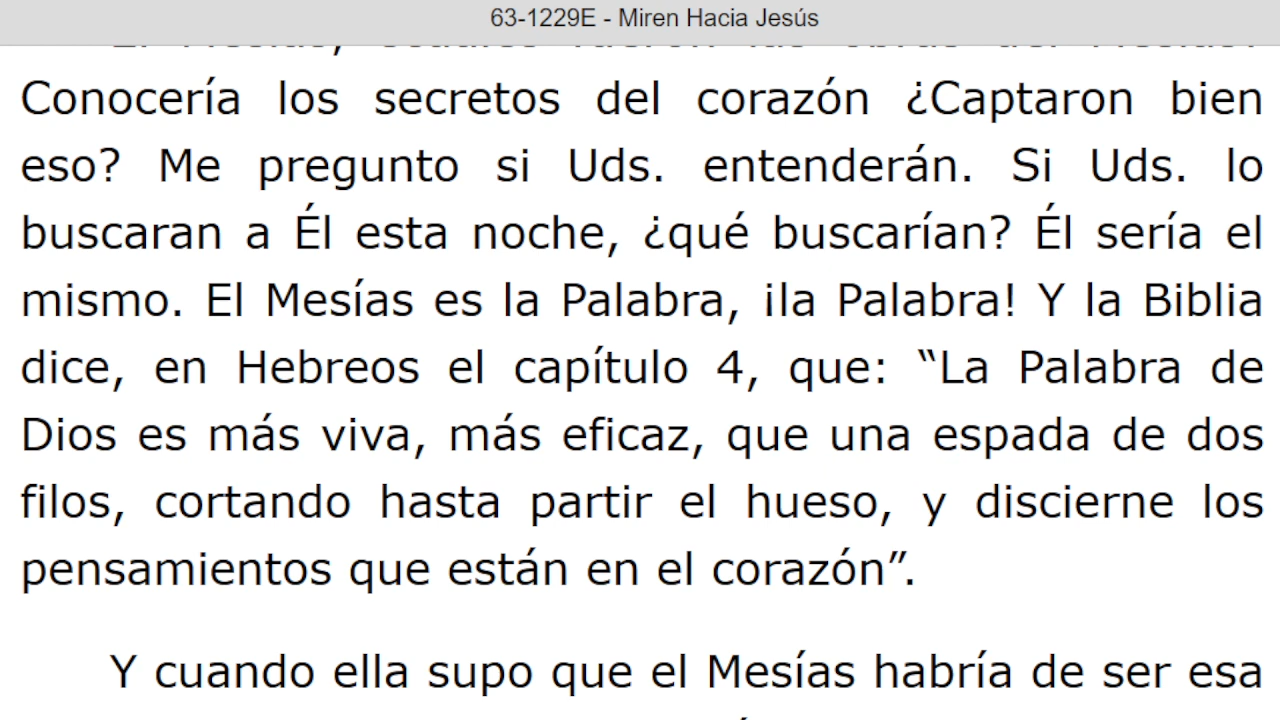 63-1229E - Miren Hacia Jesús
Conocería los secretos del corazón ¿Captaron bien
eso? Me pregunto si Uds. entenderán. Si Uds. lo
buscaran a Él esta noche, ¿qué buscarían? Él sería el
mismo. El Mesías es la Palabra, ¡la Palabra! Y la Biblia
dice, en Hebreos el capítulo 4, que: “La Palabra de
Dios es más viva, más eficaz, que una espada de dos
filos, cortando hasta partir el hueso, y discierne los
pensamientos que están en el corazón”.
Y cuando ella supo que el Mesías habría de ser esa